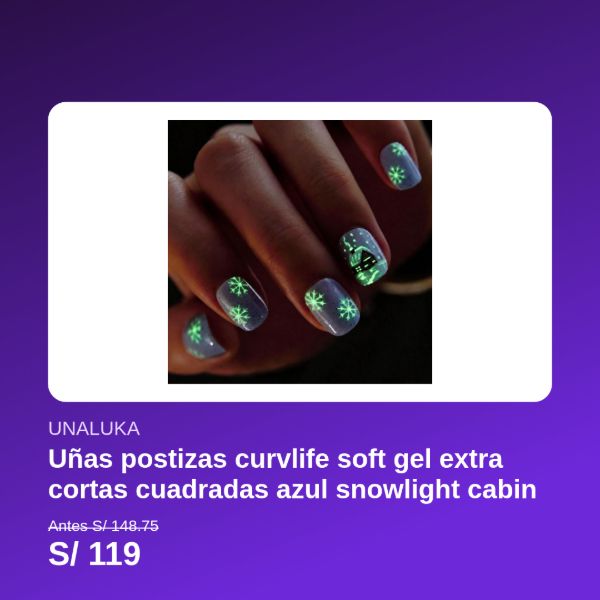 UNALUKA
Uñas postizas curvlife soft gel extra
cortas cuadradas azul snowlight cabin
Antes S/ 148.75
S/ 119